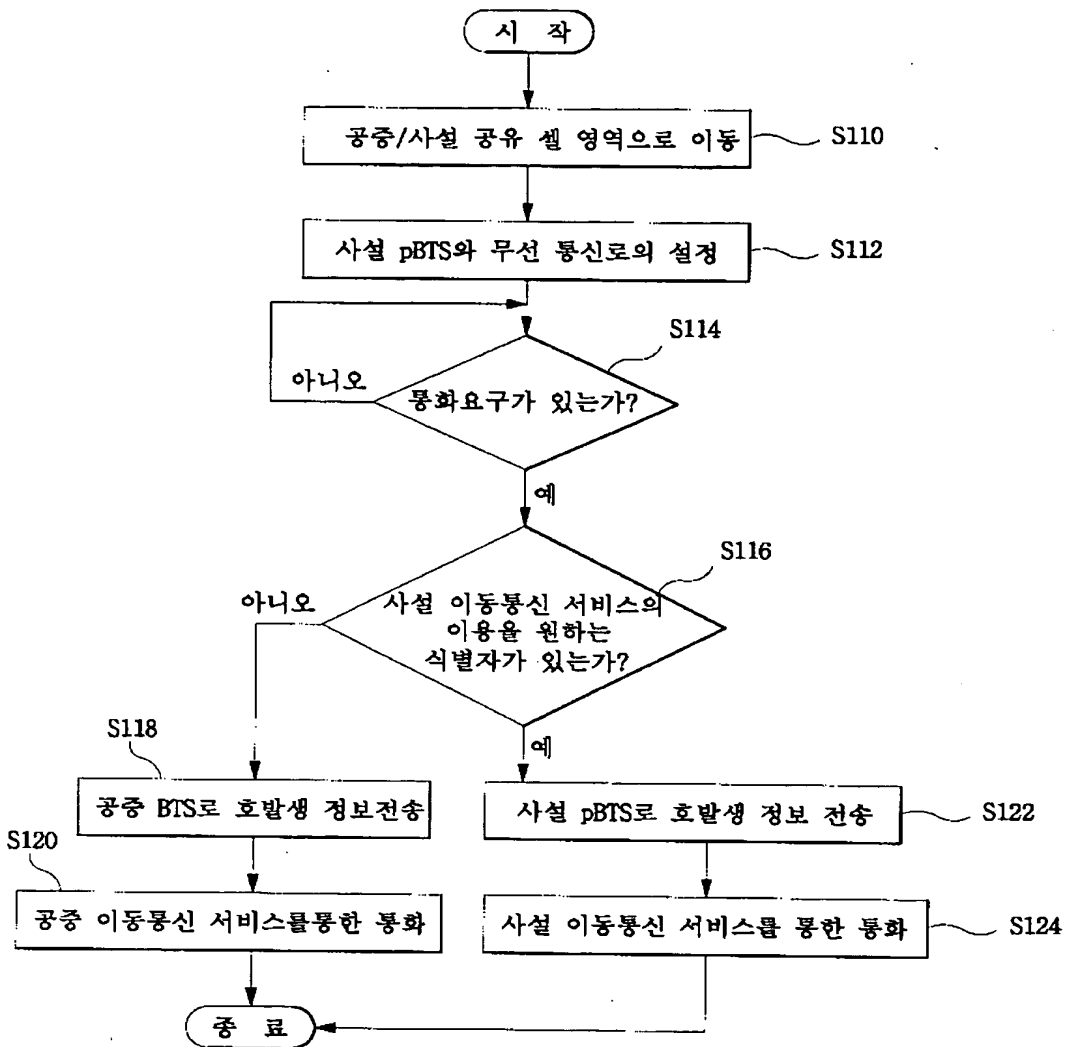 시 작
공중/사설 공유 셀 영역으로 이동
S110
사설 pBTS와 무선 통신로의 설정
S112
S114
아니오
통화요구가 있는가?
예
S116
아니오
사설 이동통신 서비스의
이용을 원하는
식별자가 있는가?
예
S118
공중 BTS로 호발생 정보전송
사설 pBTS로 호발생 정보 전송
S122
S120
공중 이동통신 서비스를통한 통화
사설 이동통신 서비스를 통한 통화
S124
종 료